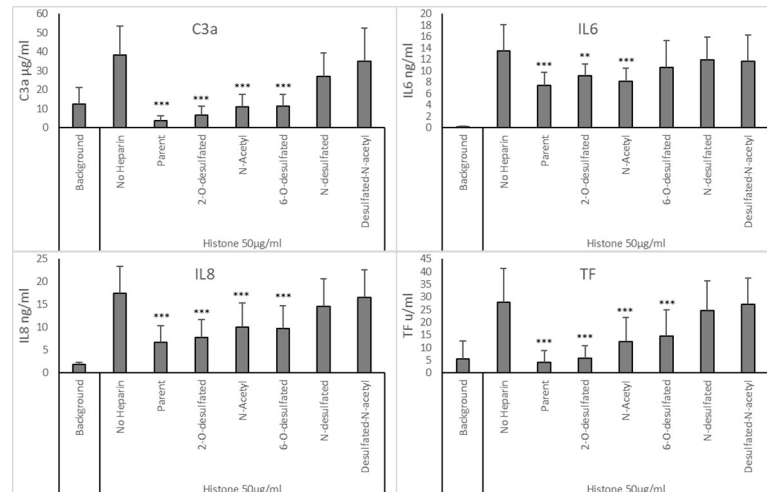 C3a
C3a µg/ml
60
50
40
30
20
10
0
*** *** *** ***
Background
No Heparin
Parent
2-O-desulfated
N-Acetyl
6-O-desulfated
N-desulfated
Desulfated-N-acetyl
Histone 50µg/ml
IL6
IL6 ng/ml
20
18
16
14
12
10
8
6
4
2
0
*** ** ***
Background
No Heparin
Parent
2-O-desulfated
N-Acetyl
6-O-desulfated
N-desulfated
Desulfated-N-acetyl
Histone 50µg/ml
IL8
IL8 ng/ml
25
20
15
10
5
0
*** *** *** ***
Background
No Heparin
Parent
2-O-desulfated
N-Acetyl
6-O-desulfated
N-desulfated
Desulfated-N-acetyl
Histone 50µg/ml
TF
TF u/ml
45
40
35
30
25
20
15
10
5
0
*** *** *** ***
Background
No Heparin
Parent
2-O-desulfated
N-Acetyl
6-O-desulfated
N-desulfated
Desulfated-N-acetyl
Histone 50µg/ml